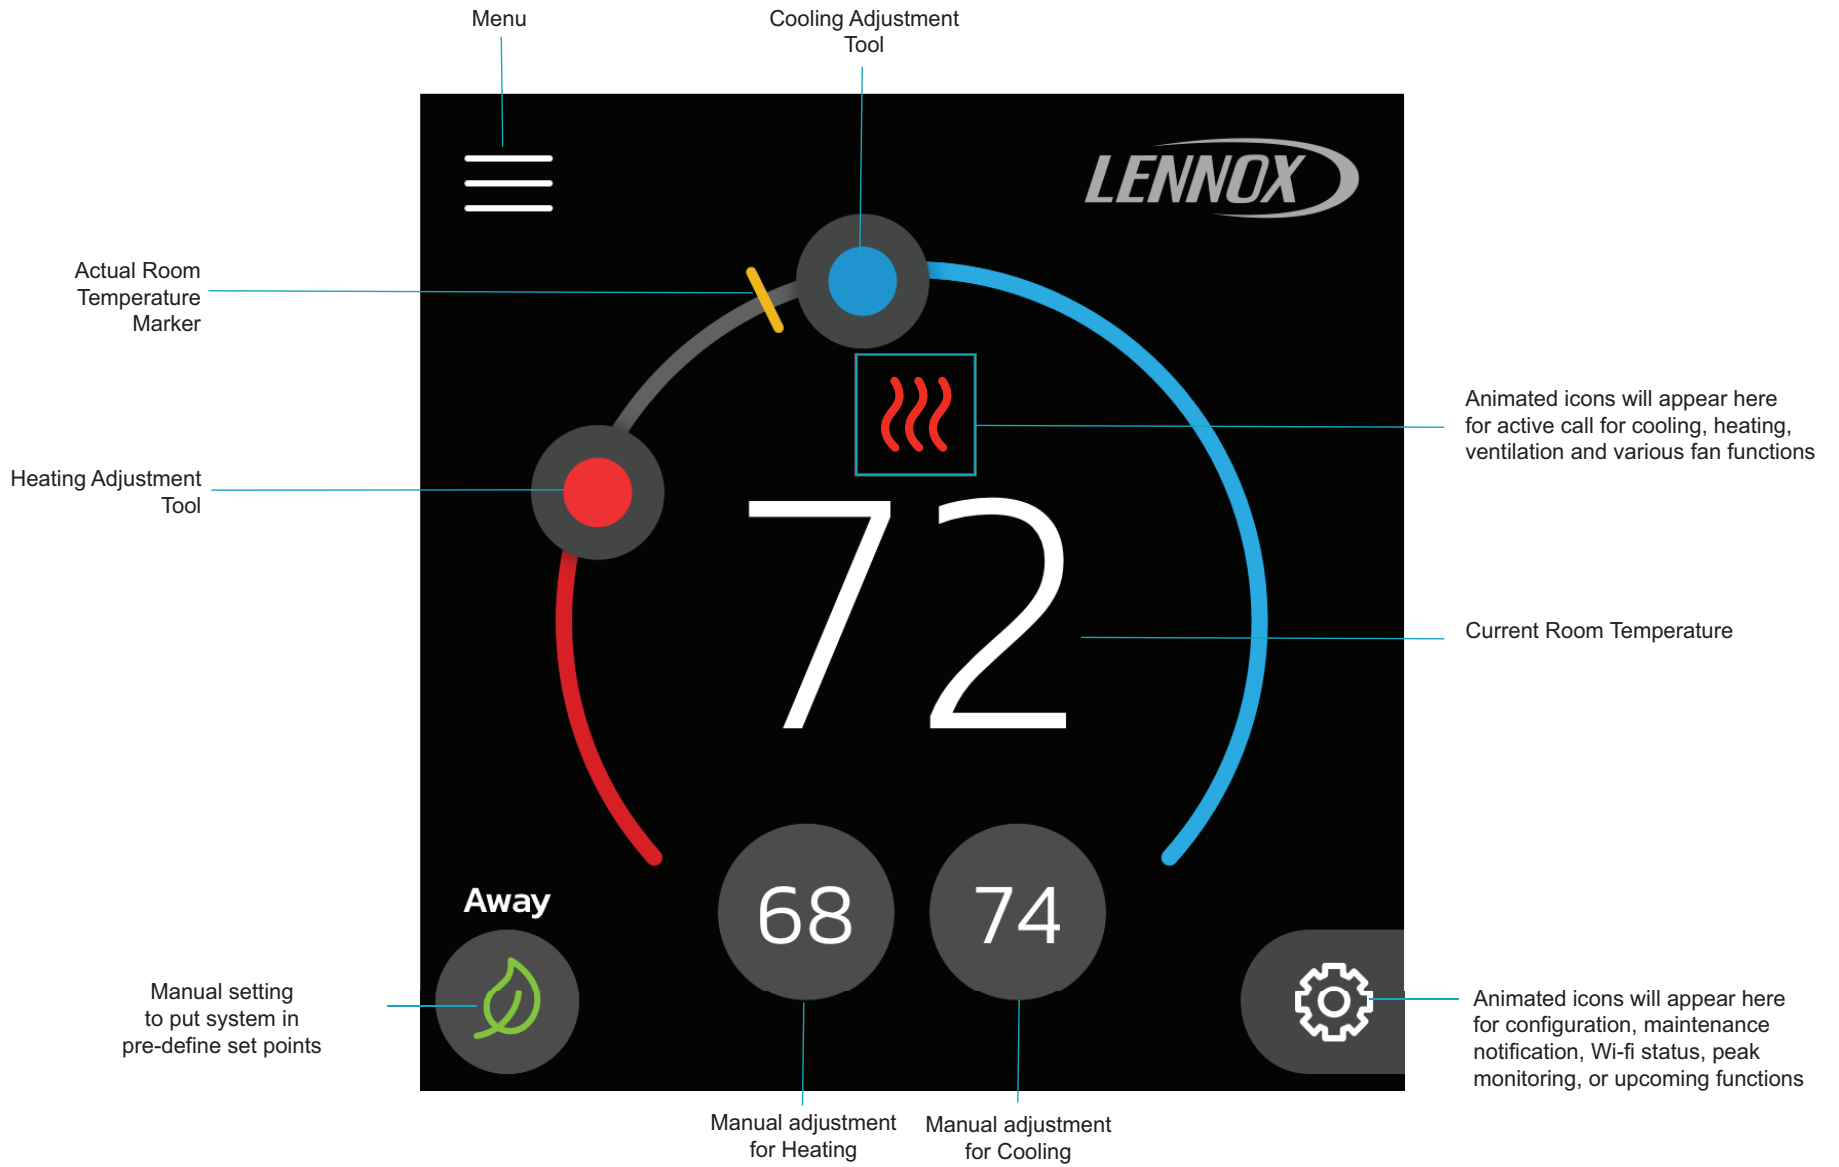 Menu
Cooling Adjustment
Tool
LENNOX
Actual Room
Temperature
Marker
Animated icons will appear here
for active call for cooling, heating,
ventilation and various fan functions
Heating Adjustment
Tool
72
Current Room Temperature
68
74
Away
Manual setting
to put system in
pre-define set points
Animated icons will appear here
for configuration, maintenance
notification, Wi-fi status, peak
monitoring, or upcoming functions
Manual adjustment
for Heating
Manual adjustment
for Cooling